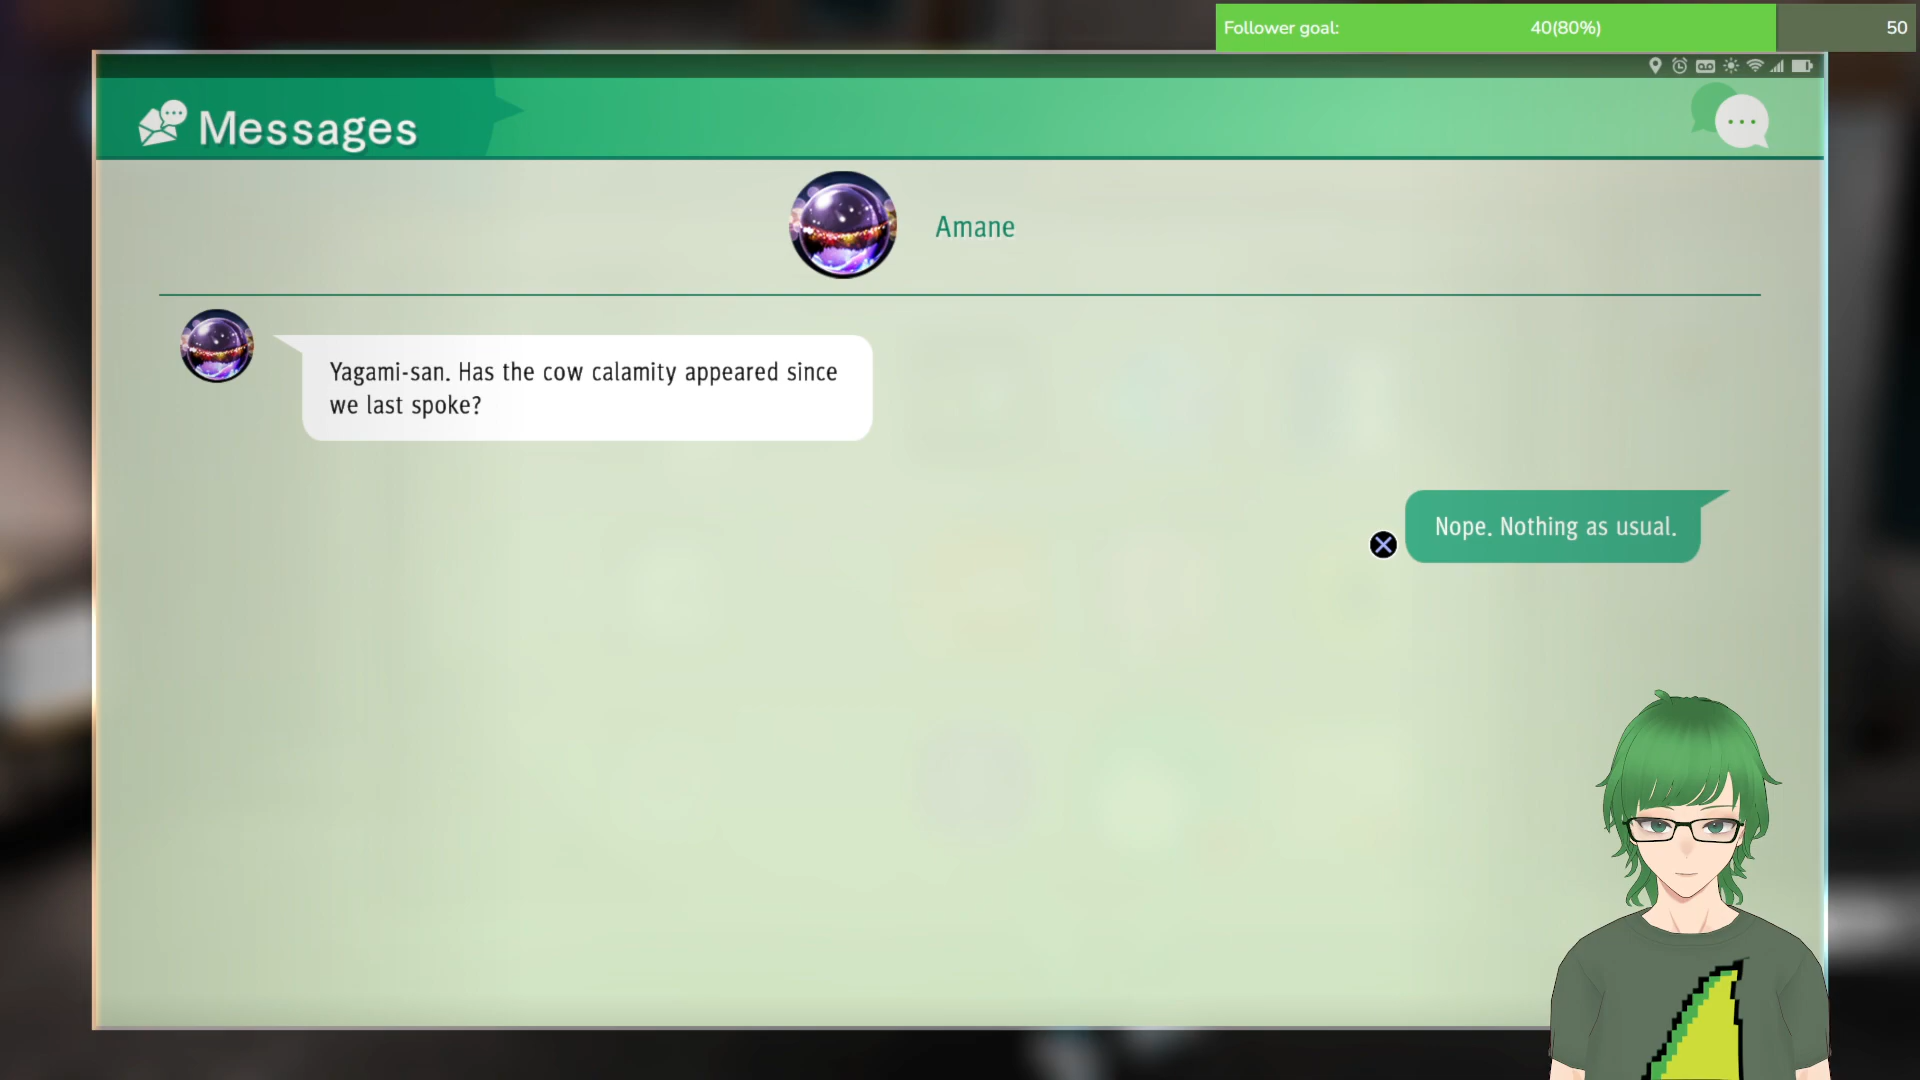 Follower goal: 40(80%) 50
Messages
Amane
Yagami-san. Has the cow calamity appeared since
we last spoke?
Nope. Nothing as usual.